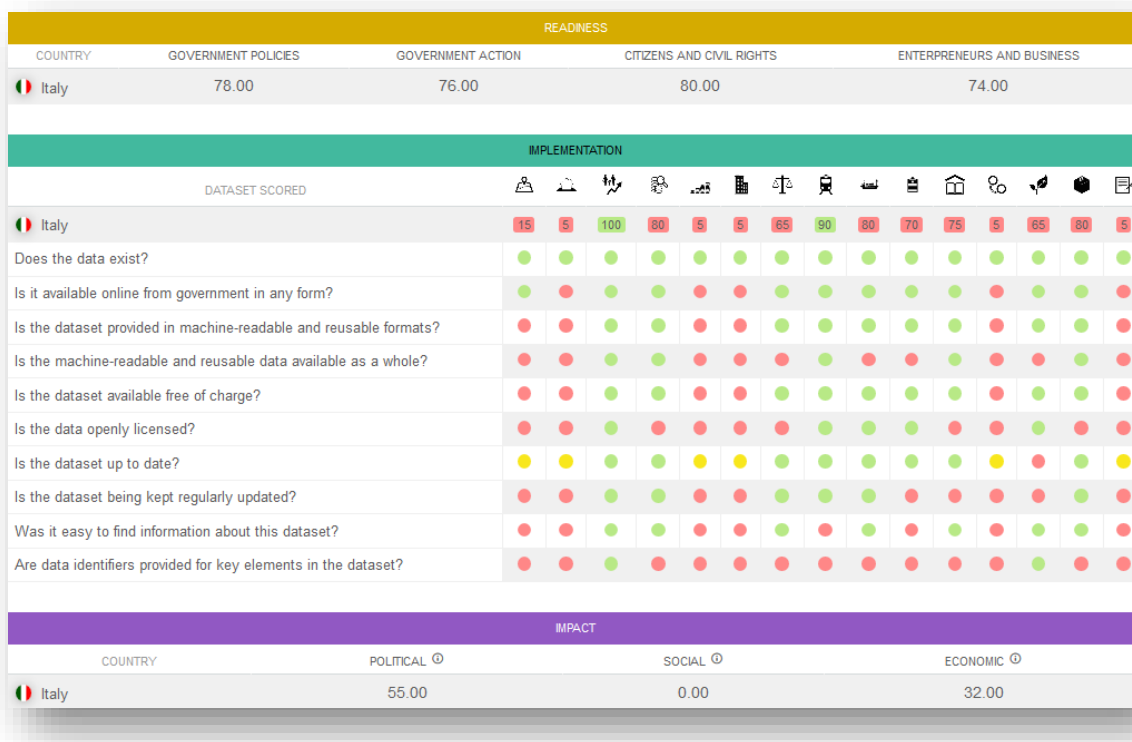 READINESS
COUNTRY GOVERNMENT POLICIES GOVERNMENT ACTION CITIZENS AND CIVIL RIGHTS ENTERPRENEURS AND BUSINESS
Italy 78.00 76.00 80.00 74.00
IMPLEMENTATION
DATASET SCORED
Italy 15 5 100 80 5 5 65 90 80 70 75 5 65 80 5
Does the data exist?
Is it available online from government in any form?
Is the dataset provided in machine-readable and reusable formats?
Is the machine-readable and reusable data available as a whole?
Is the dataset available free of charge?
Is the data openly licensed?
Is the dataset up to date?
Is the dataset being kept regularly updated?
Was it easy to find information about this dataset?
Are data identifiers provided for key elements in the dataset?
IMPACT
COUNTRY POLITICAL SOCIAL ECONOMIC
Italy 55.00 0.00 32.00